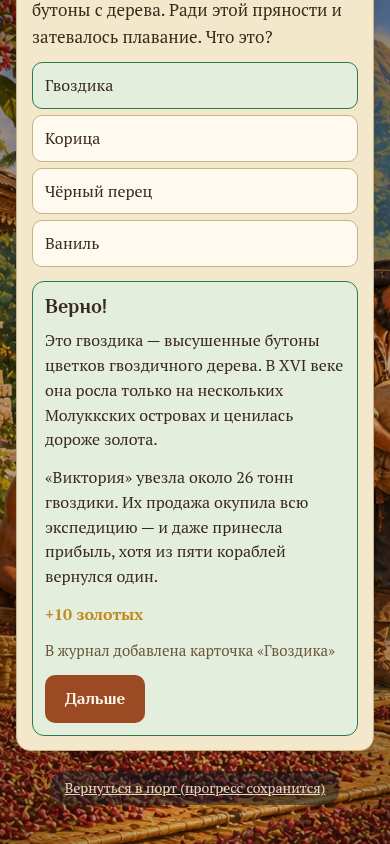 бутоны с дерева. Ради этой пряности и
затевалось плавание. Что это?
Гвоздика
Корица
Чёрный перец
Ваниль
Верно!
Это гвоздика — высушенные бутоны
цветков гвоздичного дерева. В XVI веке
она росла только на нескольких
Молуккских островах и ценилась
дороже золота.
«Виктория» увезла около 26 тонн
гвоздики. Их продажа окупила всю
экспедицию — и даже принесла
прибыль, хотя из пяти кораблей
вернулся один.
+10 золотых
В журнал добавлена карточка «Гвоздика»
Дальше
Вернуться в порт (прогресс сохранится)